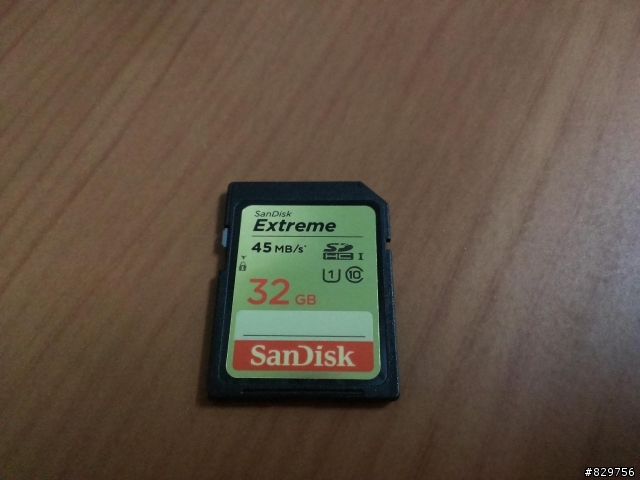 SanDisk
Extreme
45 MB/s*
SD HC I
1 10
32 GB
SanDisk
#829756